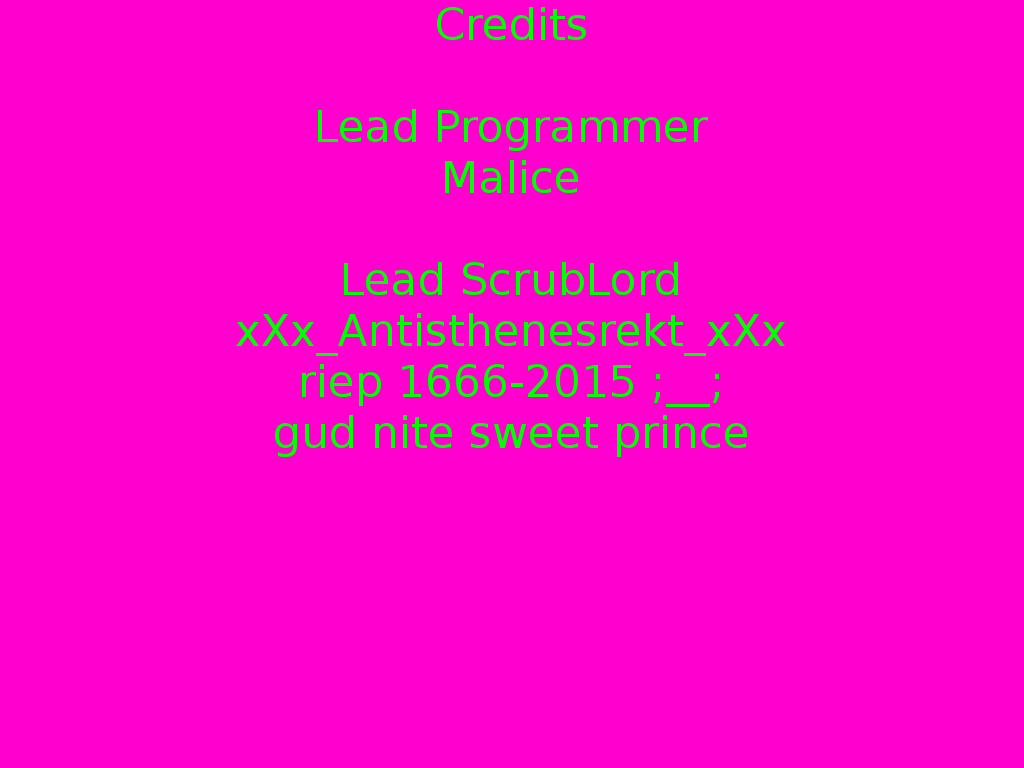 Credits
Lead Programmer
Malice
Lead ScrubLord
xXx_Antisthenesrekt_xXx
riep 1666-2015 ;__;
gud nite sweet prince